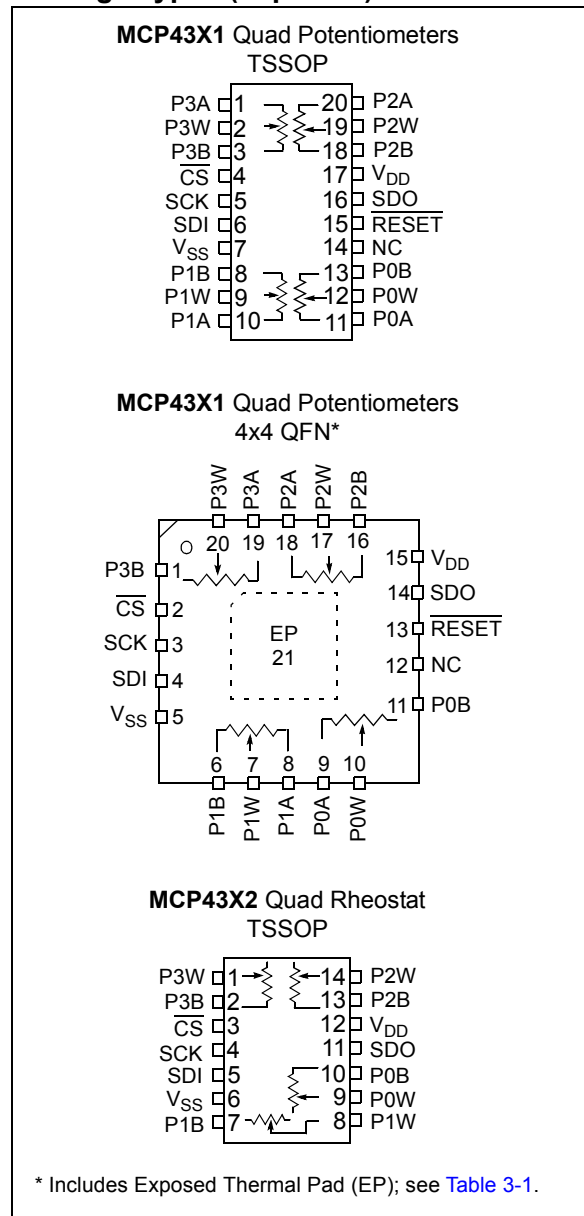 MCP43X1 Quad Potentiometers
TSSOP
P3A 1 20 P2A
P3W 2 19 P2W
P3B 3 18 P2B
CS 4 17 VDD
SCK 5 16 SDO
SDI 6 15 RESET
VSS 7 14 NC
P1B 8 13 P0B
P1W 9 12 P0W
P1A 10 11 P0A
MCP43X1 Quad Potentiometers
4x4 QFN*
P3W P3A P2A P2W P2B
20 19 18 17 16
P3B 1 15 VDD
CS 2 14 SDO
SCK 3 EP 13 RESET
SDI 4 21 12 NC
VSS 5 11 P0B
6 7 8 9 10
P1B P1W P1A P0A P0W
MCP43X2 Quad Rheostat
TSSOP
P3W 1 14 P2W
P3B 2 13 P2B
CS 3 12 VDD
SCK 4 11 SDO
SDI 5 10 P0B
VSS 6 9 P0W
P1B 7 8 P1W
* Includes Exposed Thermal Pad (EP); see Table 3-1.